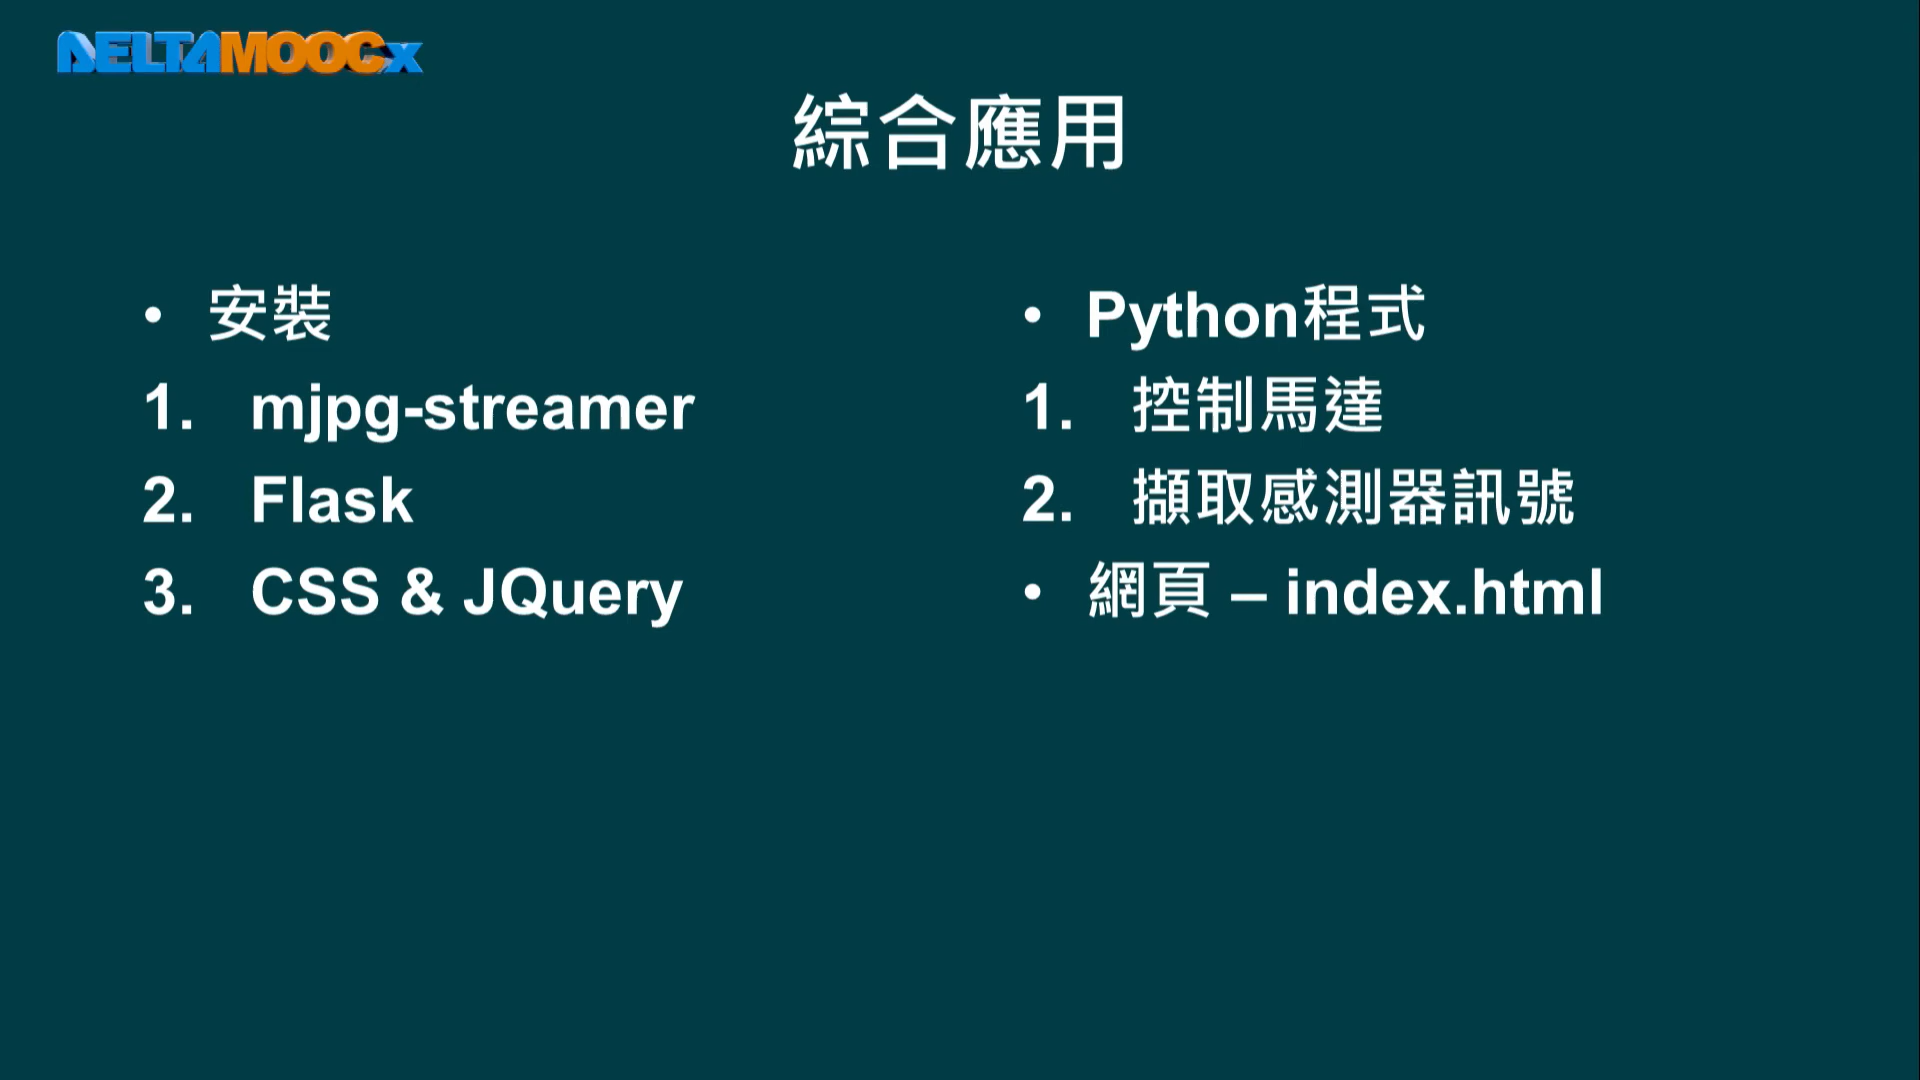 DELTAMOOCx
綜合應用
• 安裝
1. mjpg-streamer
2. Flask
3. CSS & JQuery
• Python程式
1. 控制馬達
2. 擷取感測器訊號
• 網頁 – index.html